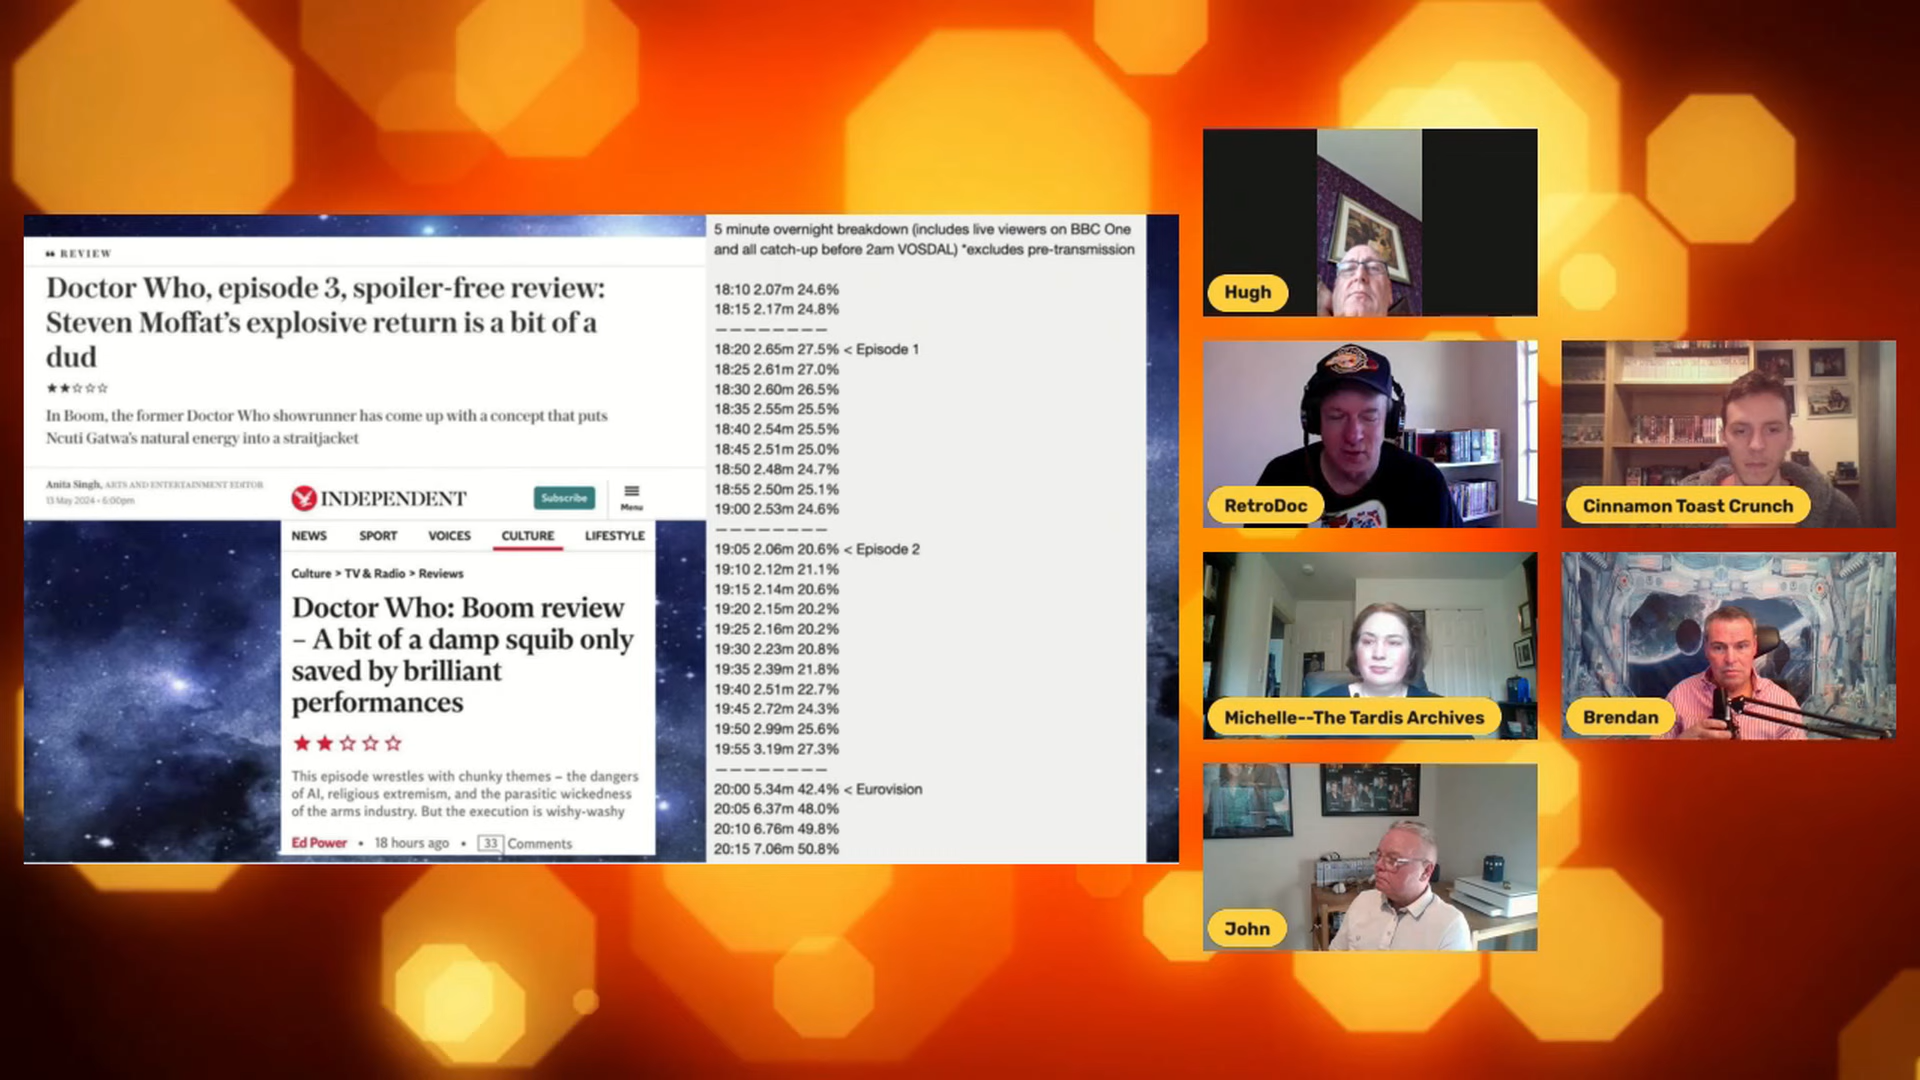 ❝ REVIEW
Doctor Who, episode 3, spoiler-free review:
Steven Moffat's explosive return is a bit of a
dud
★★☆☆☆
In Boom, the former Doctor Who showrunner has come up with a concept that puts
Ncuti Gatwa's natural energy into a straitjacket
Anita Singh, ARTS AND ENTERTAINMENT EDITOR
13 May 2024 • 6:00pm
INDEPENDENT
Subscribe
Menu
NEWS SPORT VOICES CULTURE LIFESTYLE
Culture > TV & Radio > Reviews
Doctor Who: Boom review
– A bit of a damp squib only
saved by brilliant
performances
★★☆☆☆
This episode wrestles with chunky themes – the dangers
of AI, religious extremism, and the parasitic wickedness
of the arms industry. But the execution is wishy-washy
Ed Power • 18 hours ago • 33 Comments
5 minute overnight breakdown (includes live viewers on BBC One
and all catch-up before 2am VOSDAL) *excludes pre-transmission
18:10 2.07m 24.6%
18:15 2.17m 24.8%
————————
18:20 2.65m 27.5% < Episode 1
18:25 2.61m 27.0%
18:30 2.60m 26.5%
18:35 2.55m 25.5%
18:40 2.54m 25.5%
18:45 2.51m 25.0%
18:50 2.48m 24.7%
18:55 2.50m 25.1%
19:00 2.53m 24.6%
————————
19:05 2.06m 20.6% < Episode 2
19:10 2.12m 21.1%
19:15 2.14m 20.6%
19:20 2.15m 20.2%
19:25 2.16m 20.2%
19:30 2.23m 20.8%
19:35 2.39m 21.8%
19:40 2.51m 22.7%
19:45 2.72m 24.3%
19:50 2.99m 25.6%
19:55 3.19m 27.3%
————————
20:00 5.34m 42.4% < Eurovision
20:05 6.37m 48.0%
20:10 6.76m 49.8%
20:15 7.06m 50.8%
Hugh
RetroDoc
Cinnamon Toast Crunch
Michelle--The Tardis Archives
Brendan
John